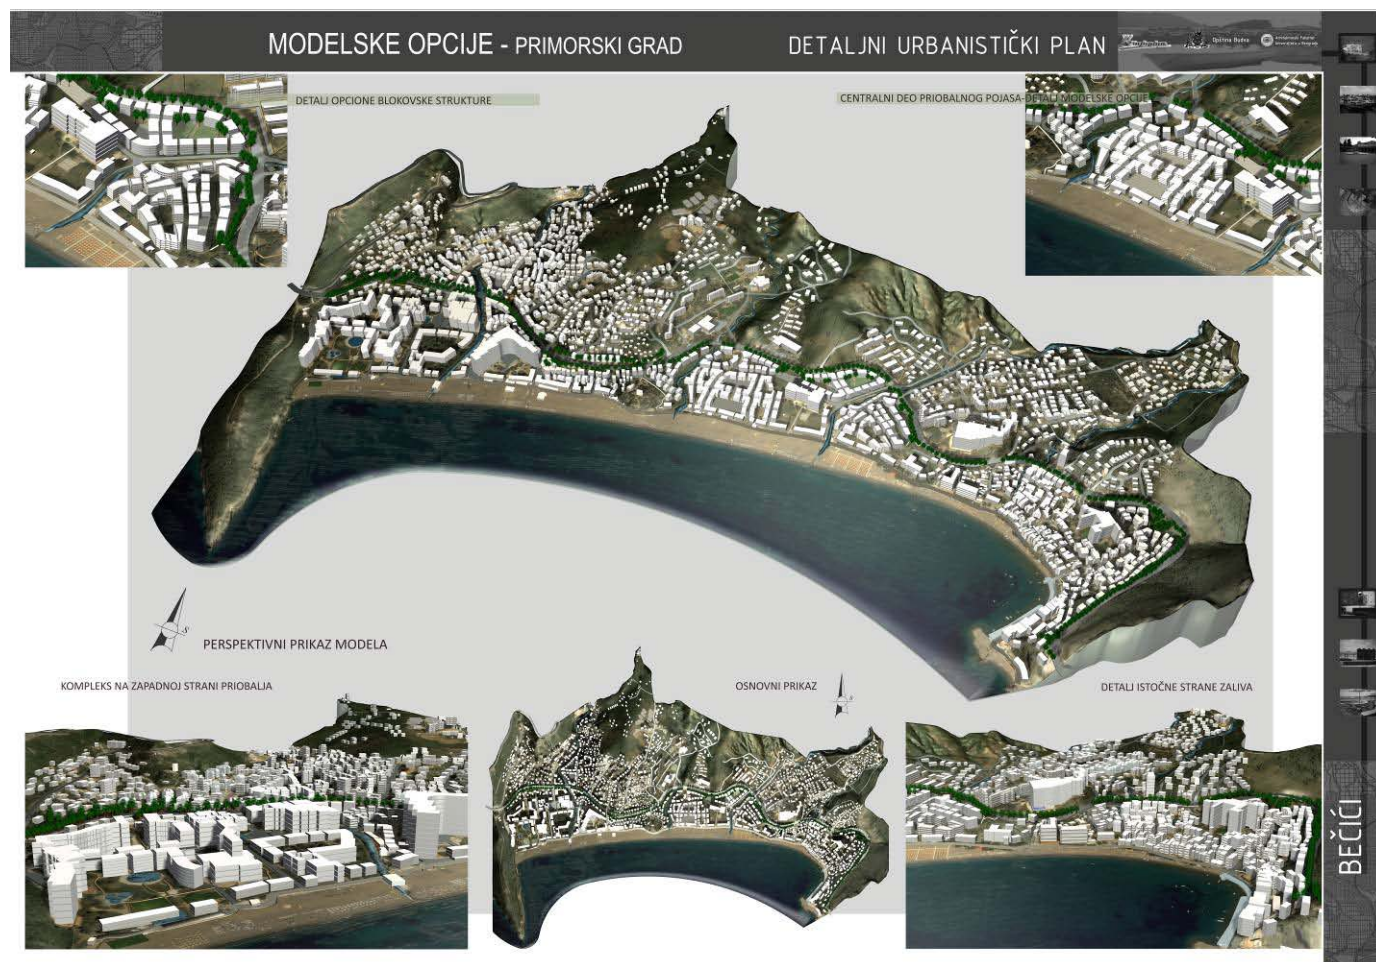 MODELSKE OPCIJE - PRIMORSKI GRAD
DETALJNI URBANISTIČKI PLAN
Opština Budva
DETALJ OPCIONE BLOKOVSKE STRUKTURE
CENTRALNI DEO PRIOBALNOG POJASA-DETALJ MODELSKE OPCIJE
S
PERSPEKTIVNI PRIKAZ MODELA
KOMPLEKS NA ZAPADNOJ STRANI PRIOBALJA
OSNOVNI PRIKAZ
DETALJ ISTOČNE STRANE ZALIVA
BEČIĆI